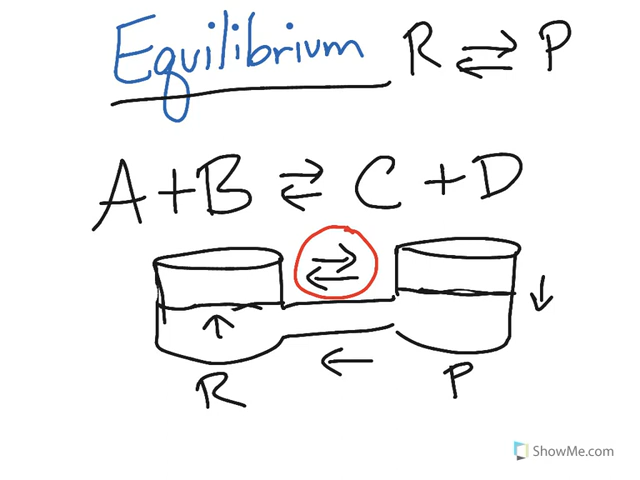 Equilibrium R ⇌ P
A + B ⇌ C + D
R P
ShowMe.com